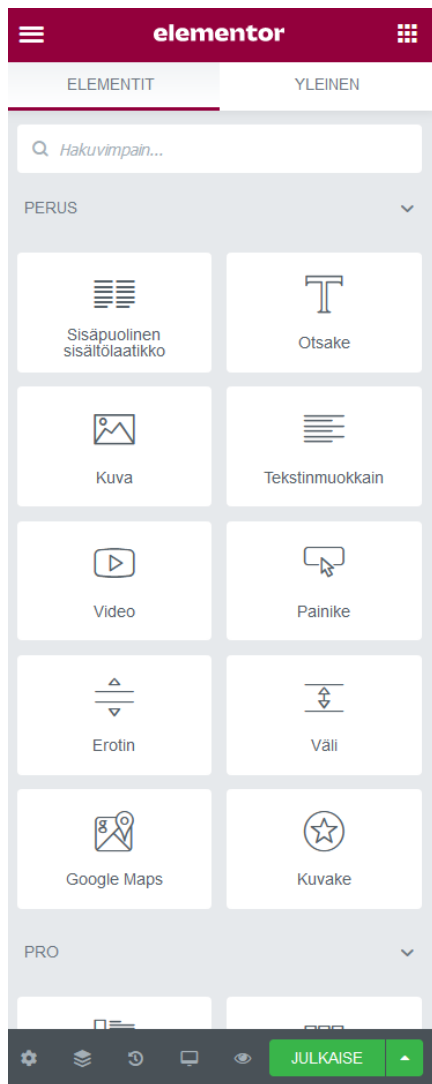 elementor
ELEMENTIT YLEINEN
Hakuvimpain...
PERUS
Sisäpuolinen
sisältölaatikko
Otsake
Kuva
Tekstinmuokkain
Video
Painike
Erotin
Väli
g
Google Maps
Kuvake
PRO
JULKAISE